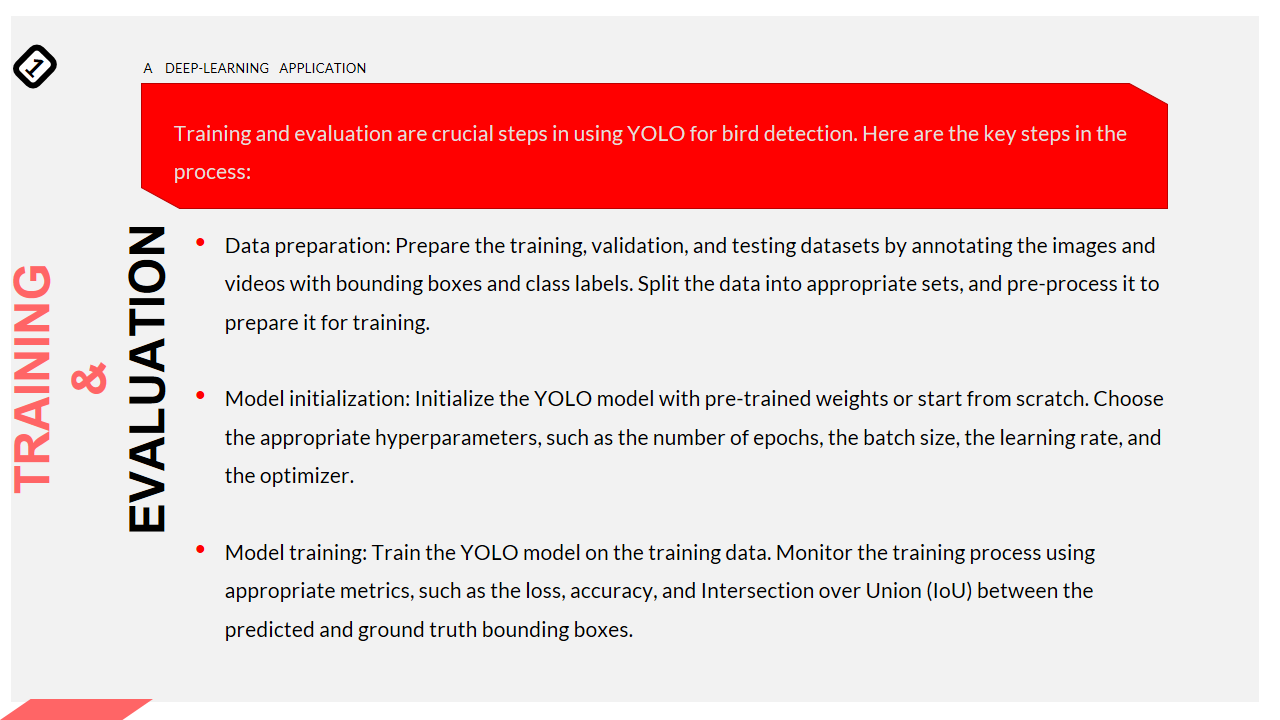 1
A DEEP-LEARNING APPLICATION
Training and evaluation are crucial steps in using YOLO for bird detection. Here are the key steps in the
process:
TRAINING
&
EVALUATION
• Data preparation: Prepare the training, validation, and testing datasets by annotating the images and
videos with bounding boxes and class labels. Split the data into appropriate sets, and pre-process it to
prepare it for training.
• Model initialization: Initialize the YOLO model with pre-trained weights or start from scratch. Choose
the appropriate hyperparameters, such as the number of epochs, the batch size, the learning rate, and
the optimizer.
• Model training: Train the YOLO model on the training data. Monitor the training process using
appropriate metrics, such as the loss, accuracy, and Intersection over Union (IoU) between the
predicted and ground truth bounding boxes.